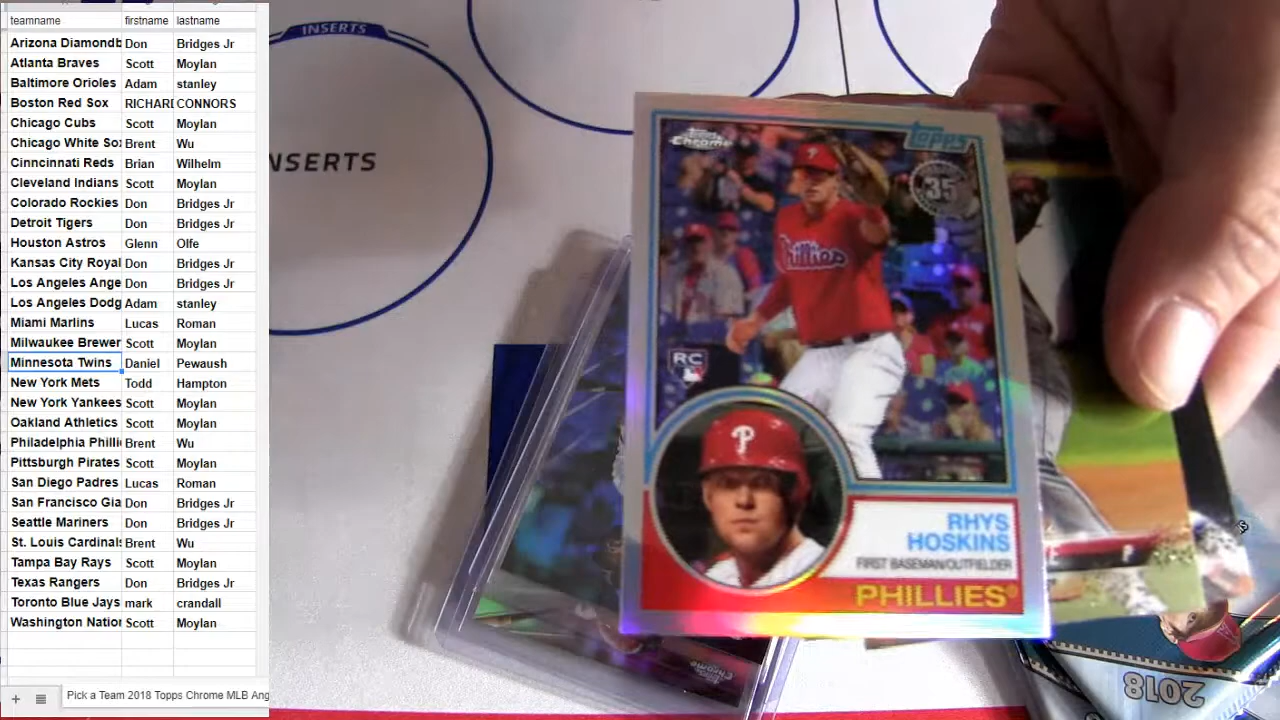 teamname firstname lastname
Arizona Diamondb Don Bridges Jr
Atlanta Braves Scott Moylan
Baltimore Orioles Adam stanley
Boston Red Sox RICHARD CONNORS
Chicago Cubs Scott Moylan
Chicago White Sox Brent Wu
Cinncinnati Reds Brian Wilhelm
Cleveland Indians Scott Moylan
Colorado Rockies Don Bridges Jr
Detroit Tigers Don Bridges Jr
Houston Astros Glenn Olfe
Kansas City Royal Don Bridges Jr
Los Angeles Ange Don Bridges Jr
Los Angeles Dodg Adam stanley
Miami Marlins Lucas Roman
Milwaukee Brewer Scott Moylan
Minnesota Twins Daniel Pewaush
New York Mets Todd Hampton
New York Yankees Scott Moylan
Oakland Athletics Scott Moylan
Philadelphia Philli Brent Wu
Pittsburgh Pirates Scott Moylan
San Diego Padres Lucas Roman
San Francisco Gia Don Bridges Jr
Seattle Mariners Don Bridges Jr
St. Louis Cardinals Brent Wu
Tampa Bay Rays Scott Moylan
Texas Rangers Don Bridges Jr
Toronto Blue Jays mark crandall
Washington Nation Scott Moylan
Pick a Team 2018 Topps Chrome MLB Ang
INSERTS
NSERTS
Topps Chrome
topps
35
Phillies
RC
P
RHYS
HOSKINS
FIRST BASEMAN/OUTFIELDER
PHILLIES®
2018